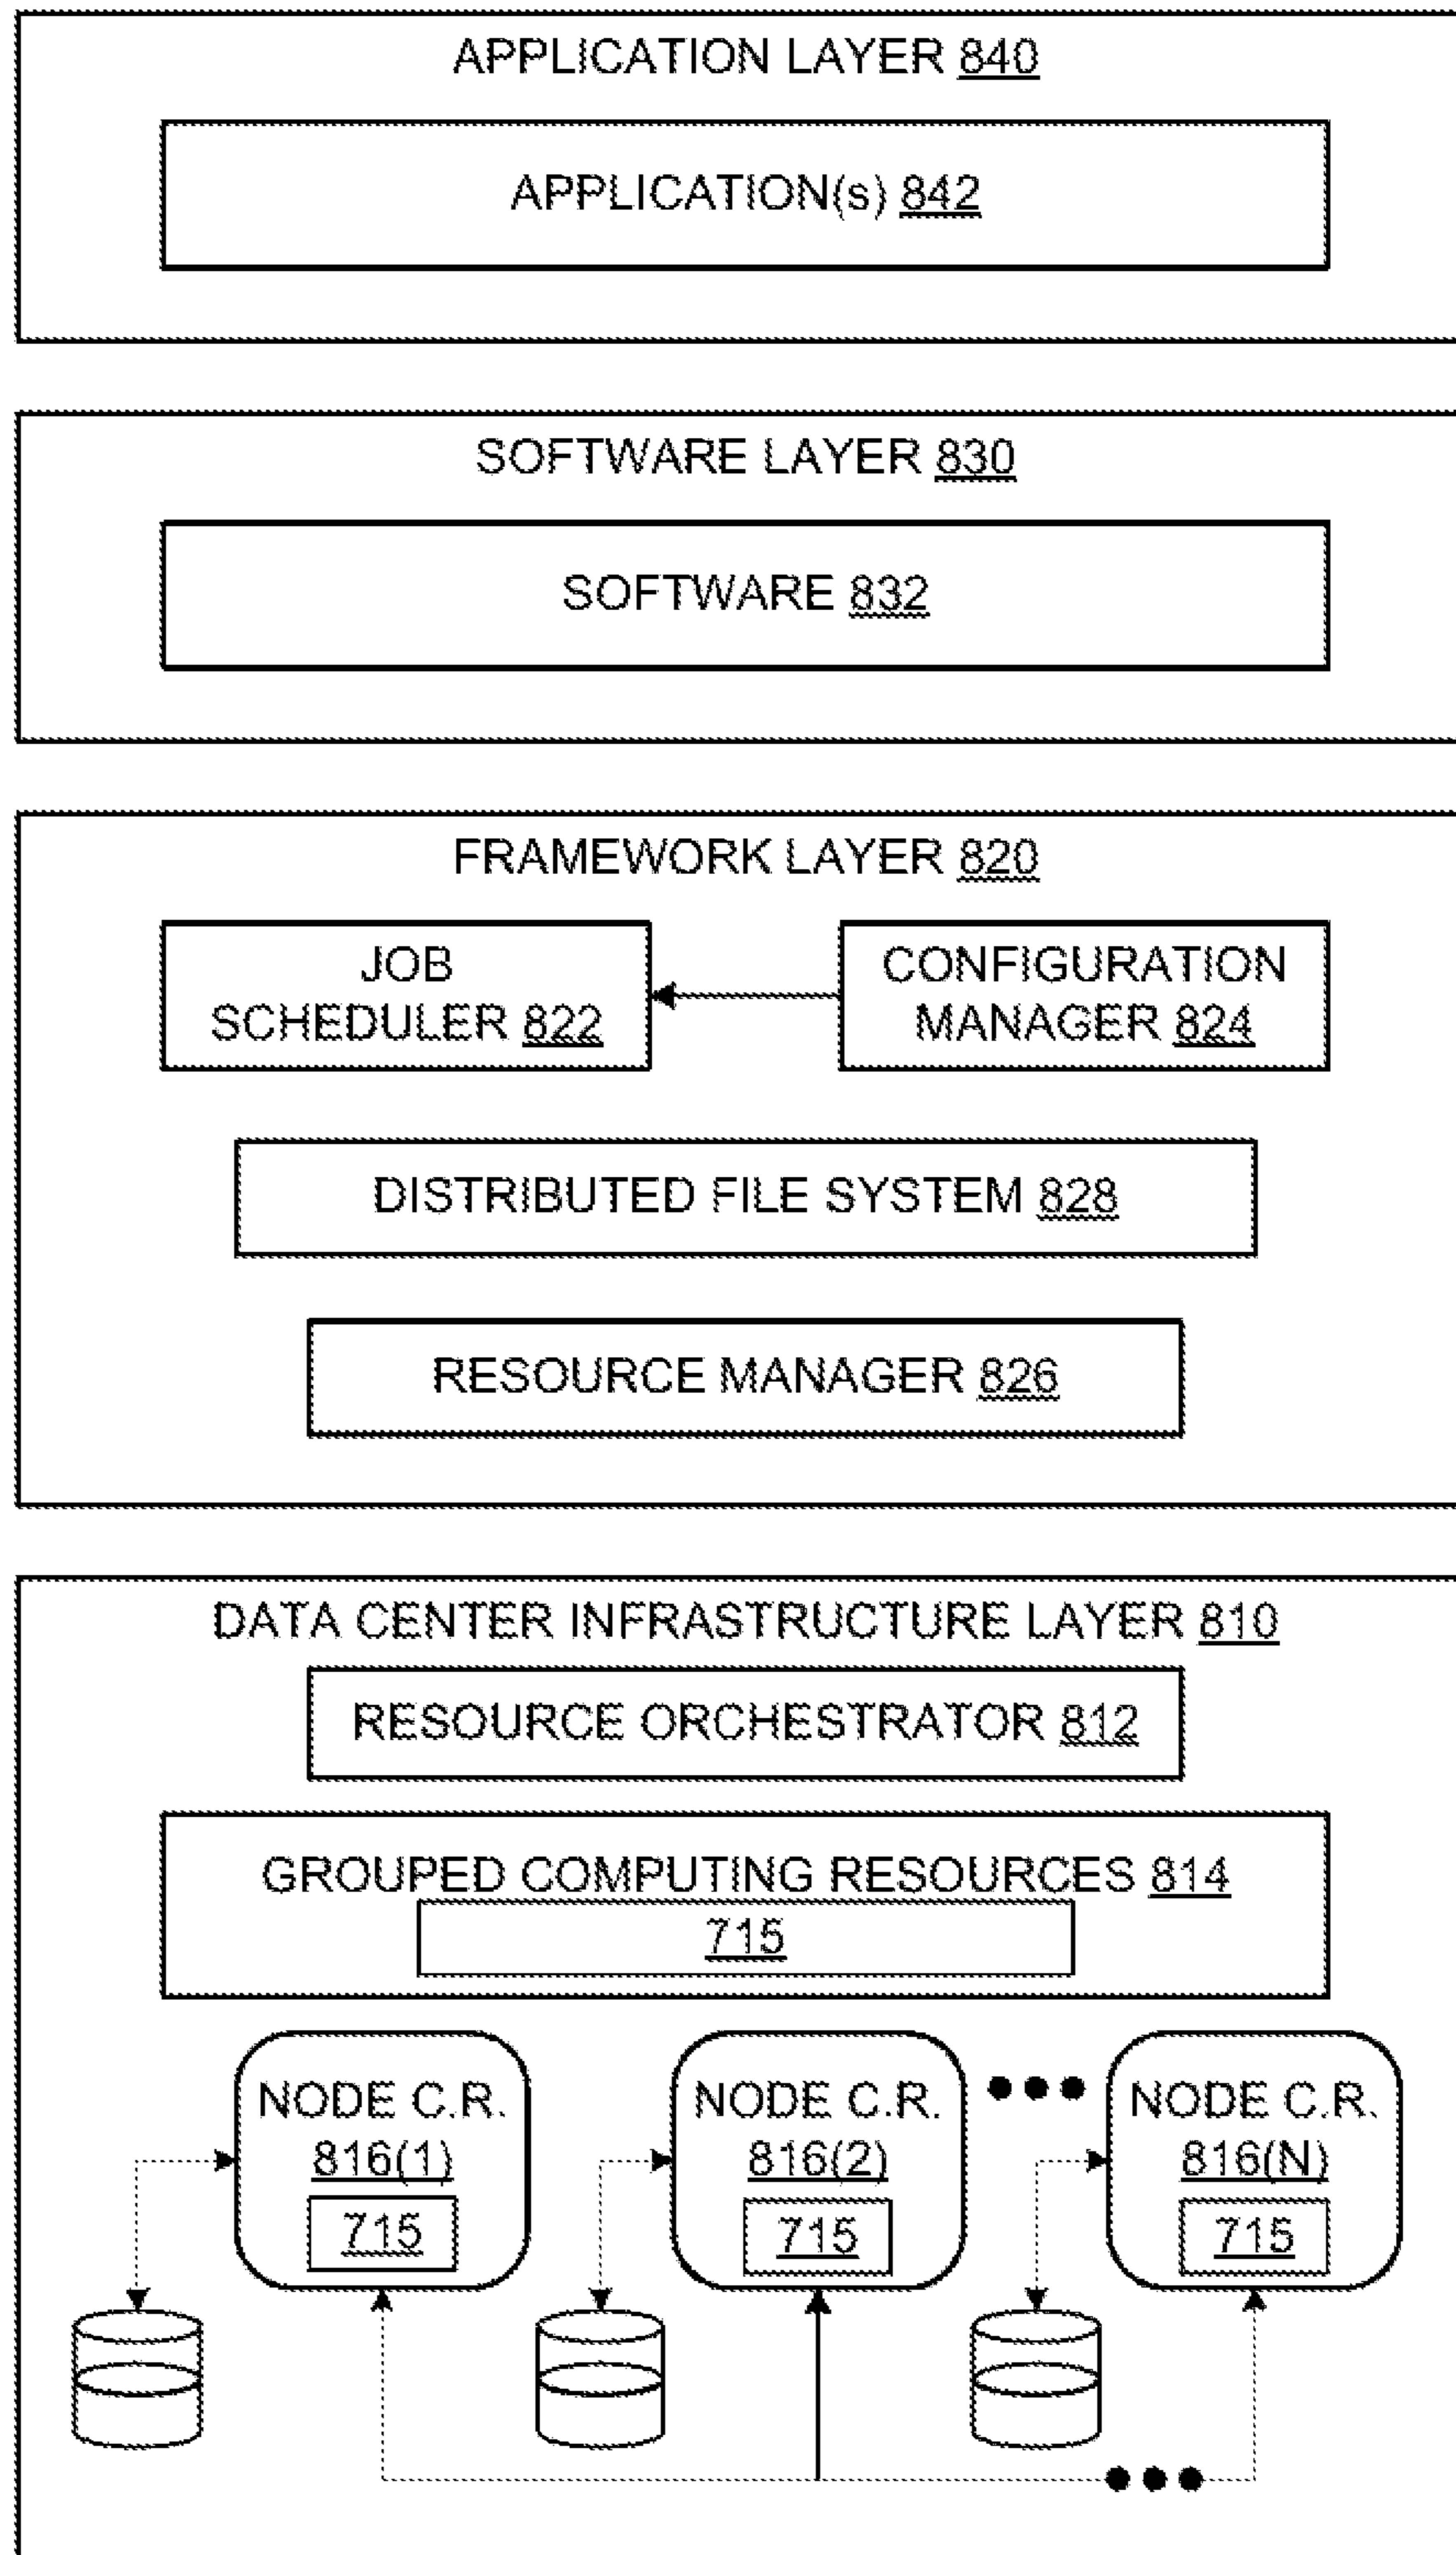 APPLICATION LAYER 840
APPLICATION(s) 842
SOFTWARE LAYER 830
SOFTWARE 832
FRAMEWORK LAYER 820
JOB
SCHEDULER 822
CONFIGURATION
MANAGER 824
DISTRIBUTED FILE SYSTEM 828
RESOURCE MANAGER 826
DATA CENTER INFRASTRUCTURE LAYER 810
RESOURCE ORCHESTRATOR 812
GROUPED COMPUTING RESOURCES 814
715
NODE C.R.
816(1)
715
NODE C.R.
816(2)
715
NODE C.R.
816(N)
715